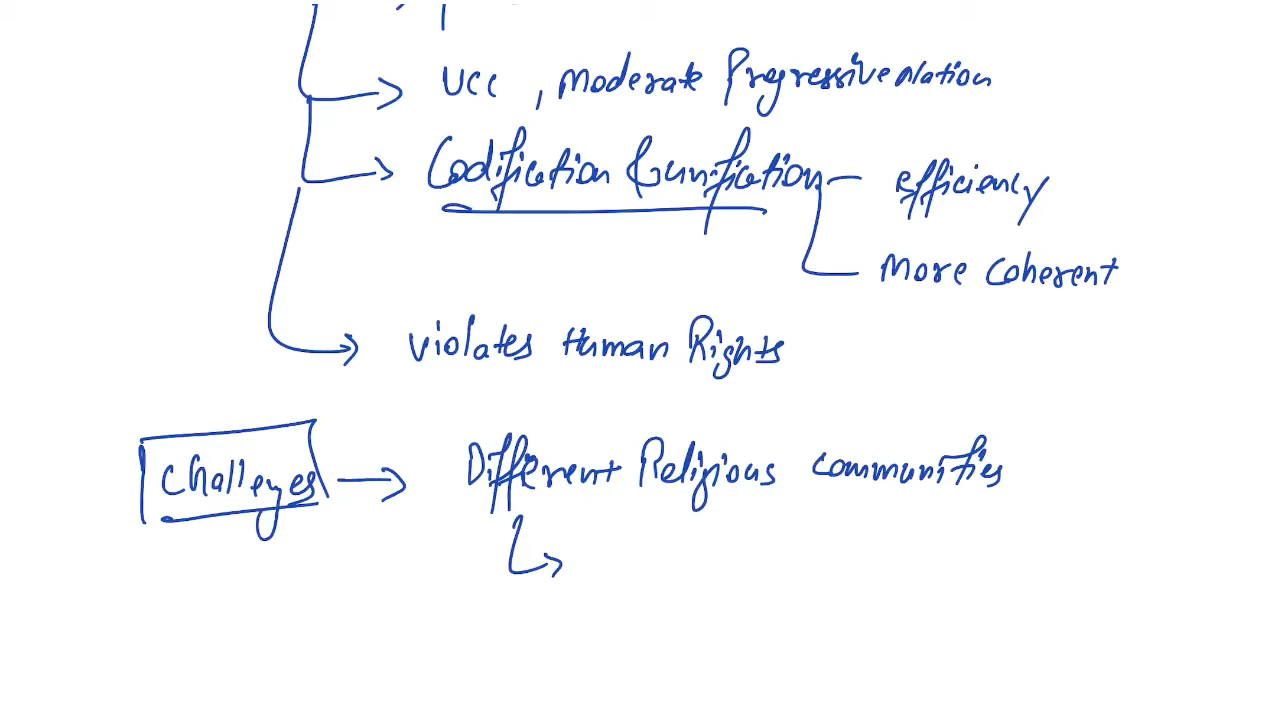 UCC, Moderate Progressive Nation
Codification & unification - efficiency
More Coherent
violates Human Rights
Challenges → Different Religious communities